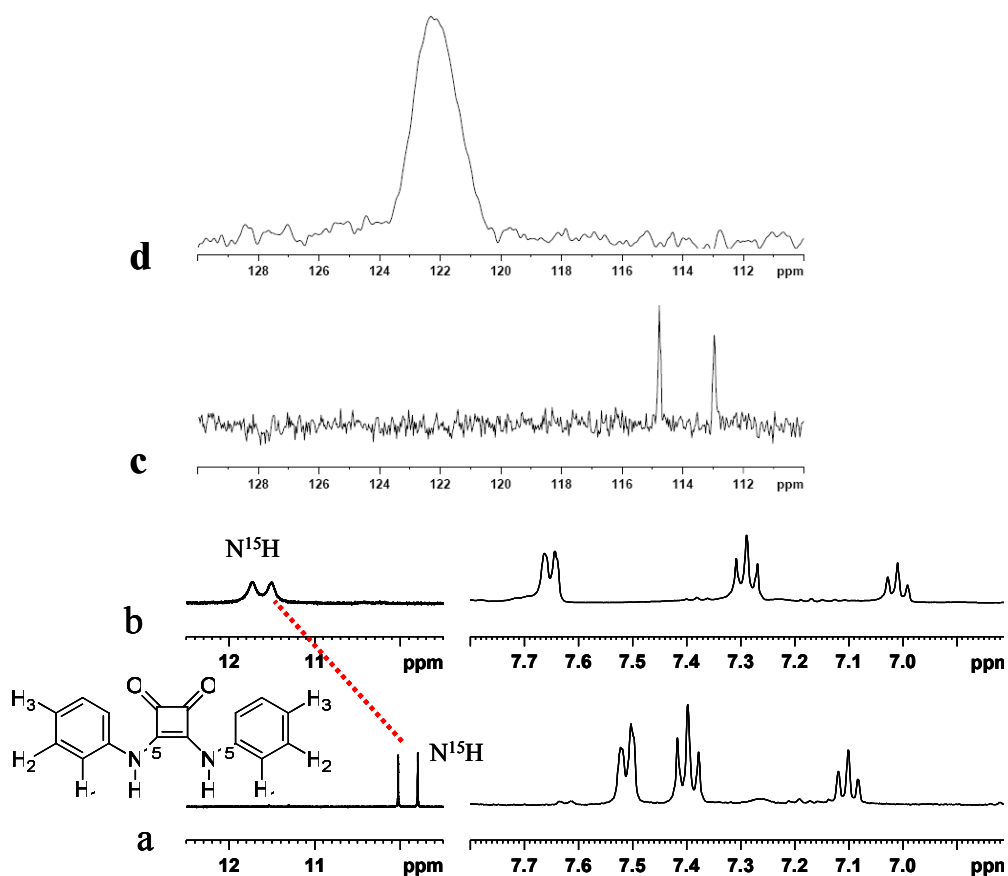 d
128 126 124 122 120 118 116 114 112 ppm
c
128 126 124 122 120 118 116 114 112 ppm
N¹⁵H
b
12 11 ppm
7.7 7.6 7.5 7.4 7.3 7.2 7.1 7.0 ppm
O O
H₃ H₃
5 5
H₂ N N H₂
H H H H
N¹⁵H
a
12 11 ppm
7.7 7.6 7.5 7.4 7.3 7.2 7.1 7.0 ppm